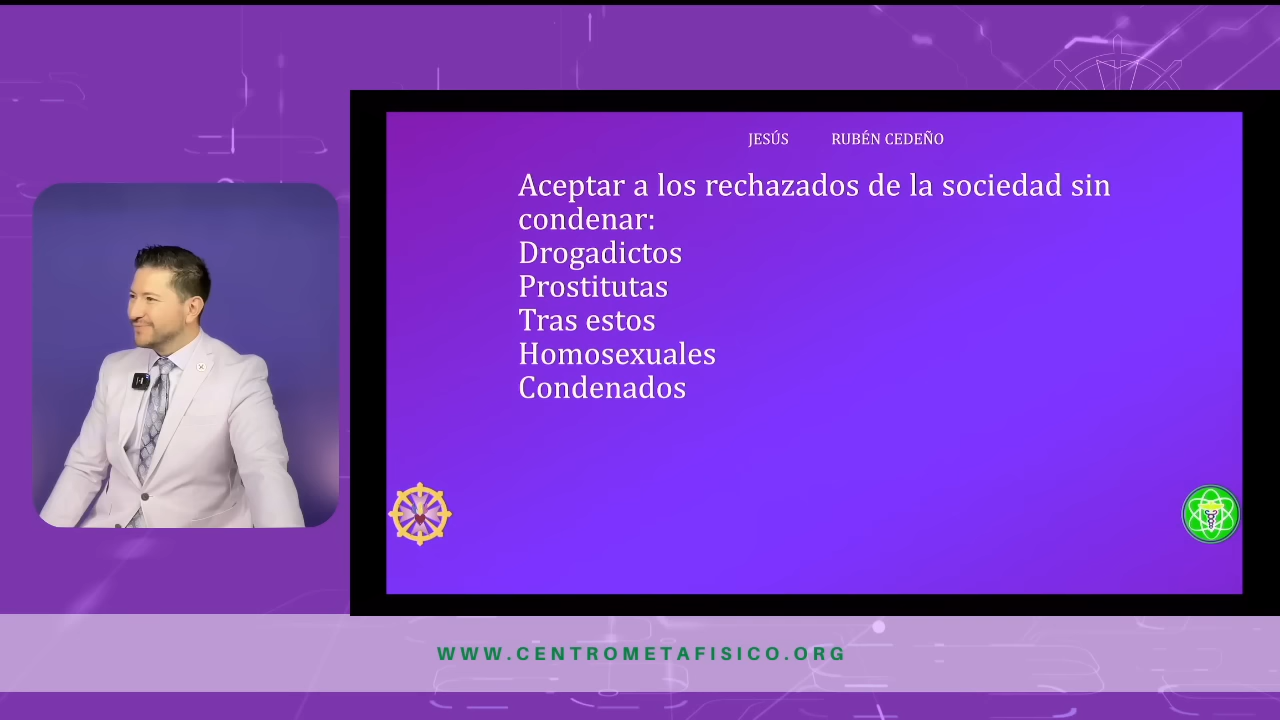 JESÚS RUBÉN CEDEÑO
Aceptar a los rechazados de la sociedad sin
condenar:
Drogadictos
Prostitutas
Tras estos
Homosexuales
Condenados
WWW.CENTROMETAFISICO.ORG